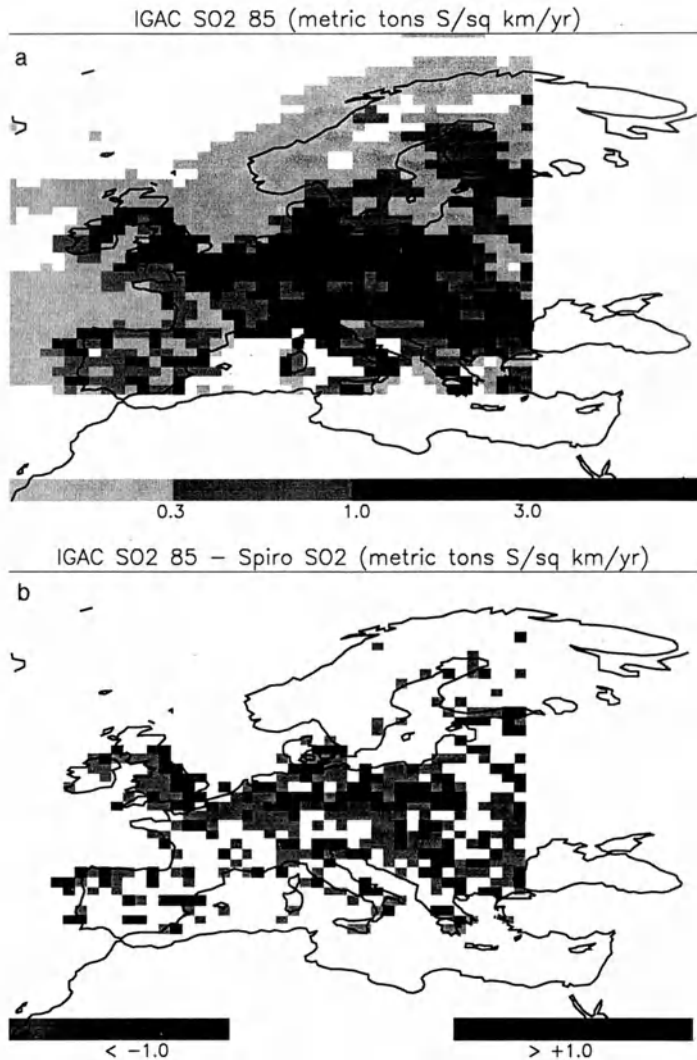 IGAC SO2 85 (metric tons S/sq km/yr)
a
0.3 1.0 3.0
IGAC SO2 85 – Spiro SO2 (metric tons S/sq km/yr)
b
< -1.0 > +1.0